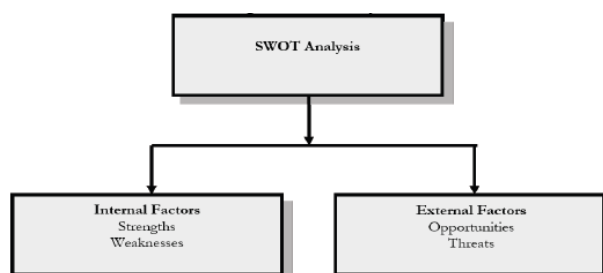 SWOT Analysis
Internal Factors
Strengths
Weaknesses
External Factors
Opportunities
Threats